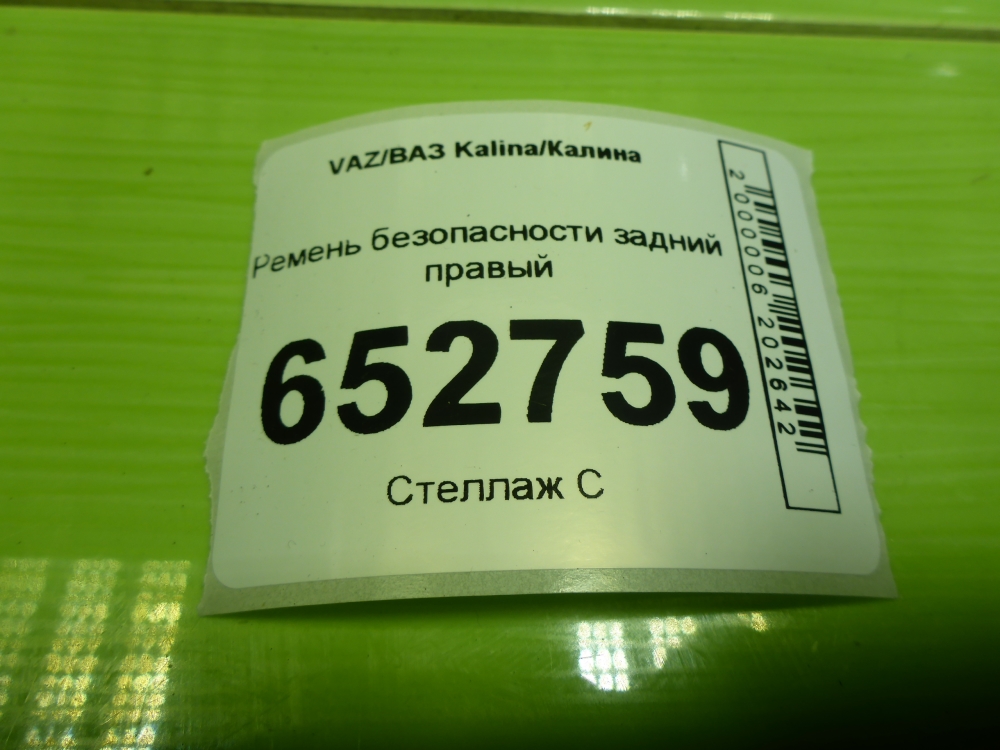 VAZ/ВАЗ Kalina/Калина
Ремень безопасности задний
правый
652759
Стеллаж С
2000006202642